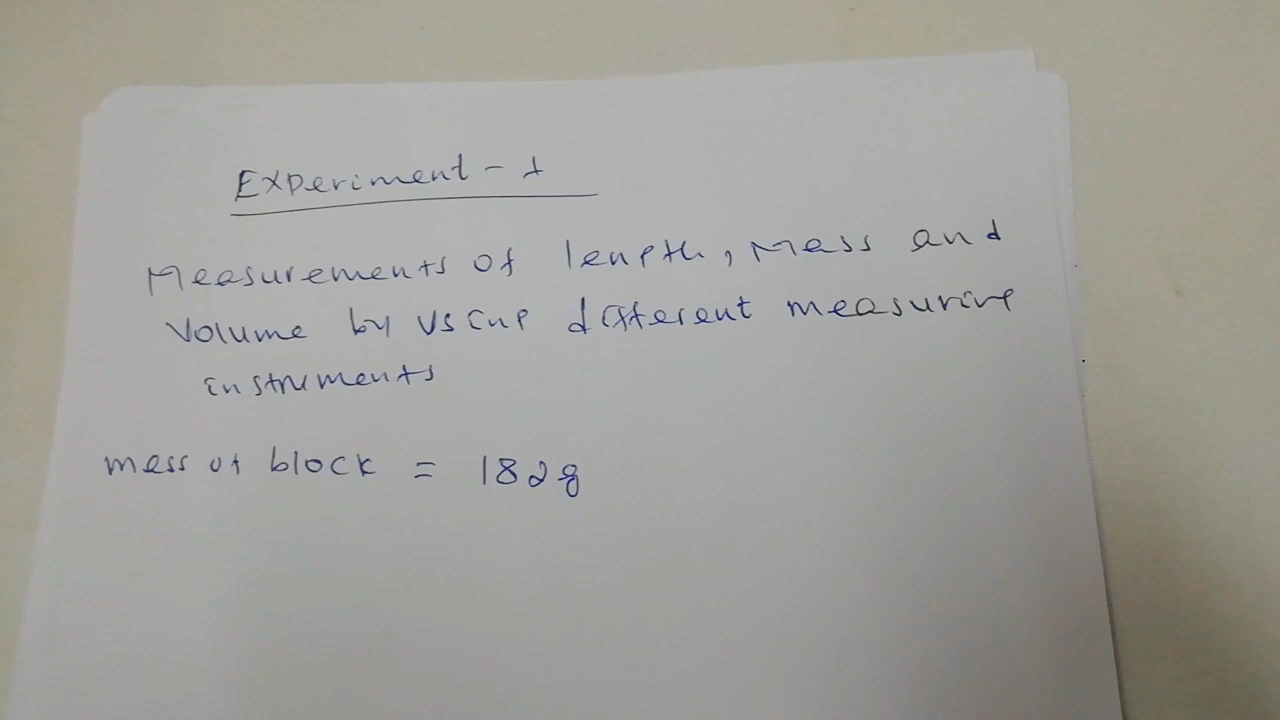 Experiment - 1
Measurements of length, Mass and
Volume by using different measuring
instruments
mass of block = 182g